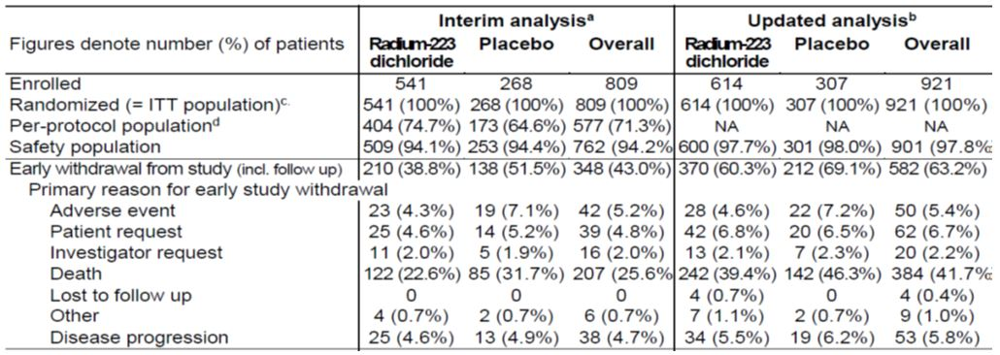 Interim analysisa Updated analysisb
Figures denote number (%) of patients Radium-223 dichloride Placebo Overall Radium-223 dichloride Placebo Overall
Enrolled 541 268 809 614 307 921
Randomized (= ITT population)c. 541 (100%) 268 (100%) 809 (100%) 614 (100%) 307 (100%) 921 (100%)
Per-protocol populationd 404 (74.7%) 173 (64.6%) 577 (71.3%) NA NA NA
Safety population 509 (94.1%) 253 (94.4%) 762 (94.2% 600 (97.7%) 301 (98.0%) 901 (97.8%
Early withdrawal from study (incl. follow up) 210 (38.8%) 138 (51.5%) 348 (43.0%) 370 (60.3%) 212 (69.1%) 582 (63.2%)
Primary reason for early study withdrawal
Adverse event 23 (4.3%) 19 (7.1%) 42 (5.2%) 28 (4.6%) 22 (7.2%) 50 (5.4%)
Patient request 25 (4.6%) 14 (5.2%) 39 (4.8%) 42 (6.8%) 20 (6.5%) 62 (6.7%)
Investigator request 11 (2.0%) 5 (1.9%) 16 (2.0%) 13 (2.1%) 7 (2.3%) 20 (2.2%)
Death 122 (22.6%) 85 (31.7%) 207 (25.6% 242 (39.4%) 142 (46.3%) 384 (41.7%
Lost to follow up 0 0 0 4 (0.7%) 0 4 (0.4%)
Other 4 (0.7%) 2 (0.7%) 6 (0.7%) 7 (1.1%) 2 (0.7%) 9 (1.0%)
Disease progression 25 (4.6%) 13 (4.9%) 38 (4.7%) 34 (5.5%) 19 (6.2%) 53 (5.8%)